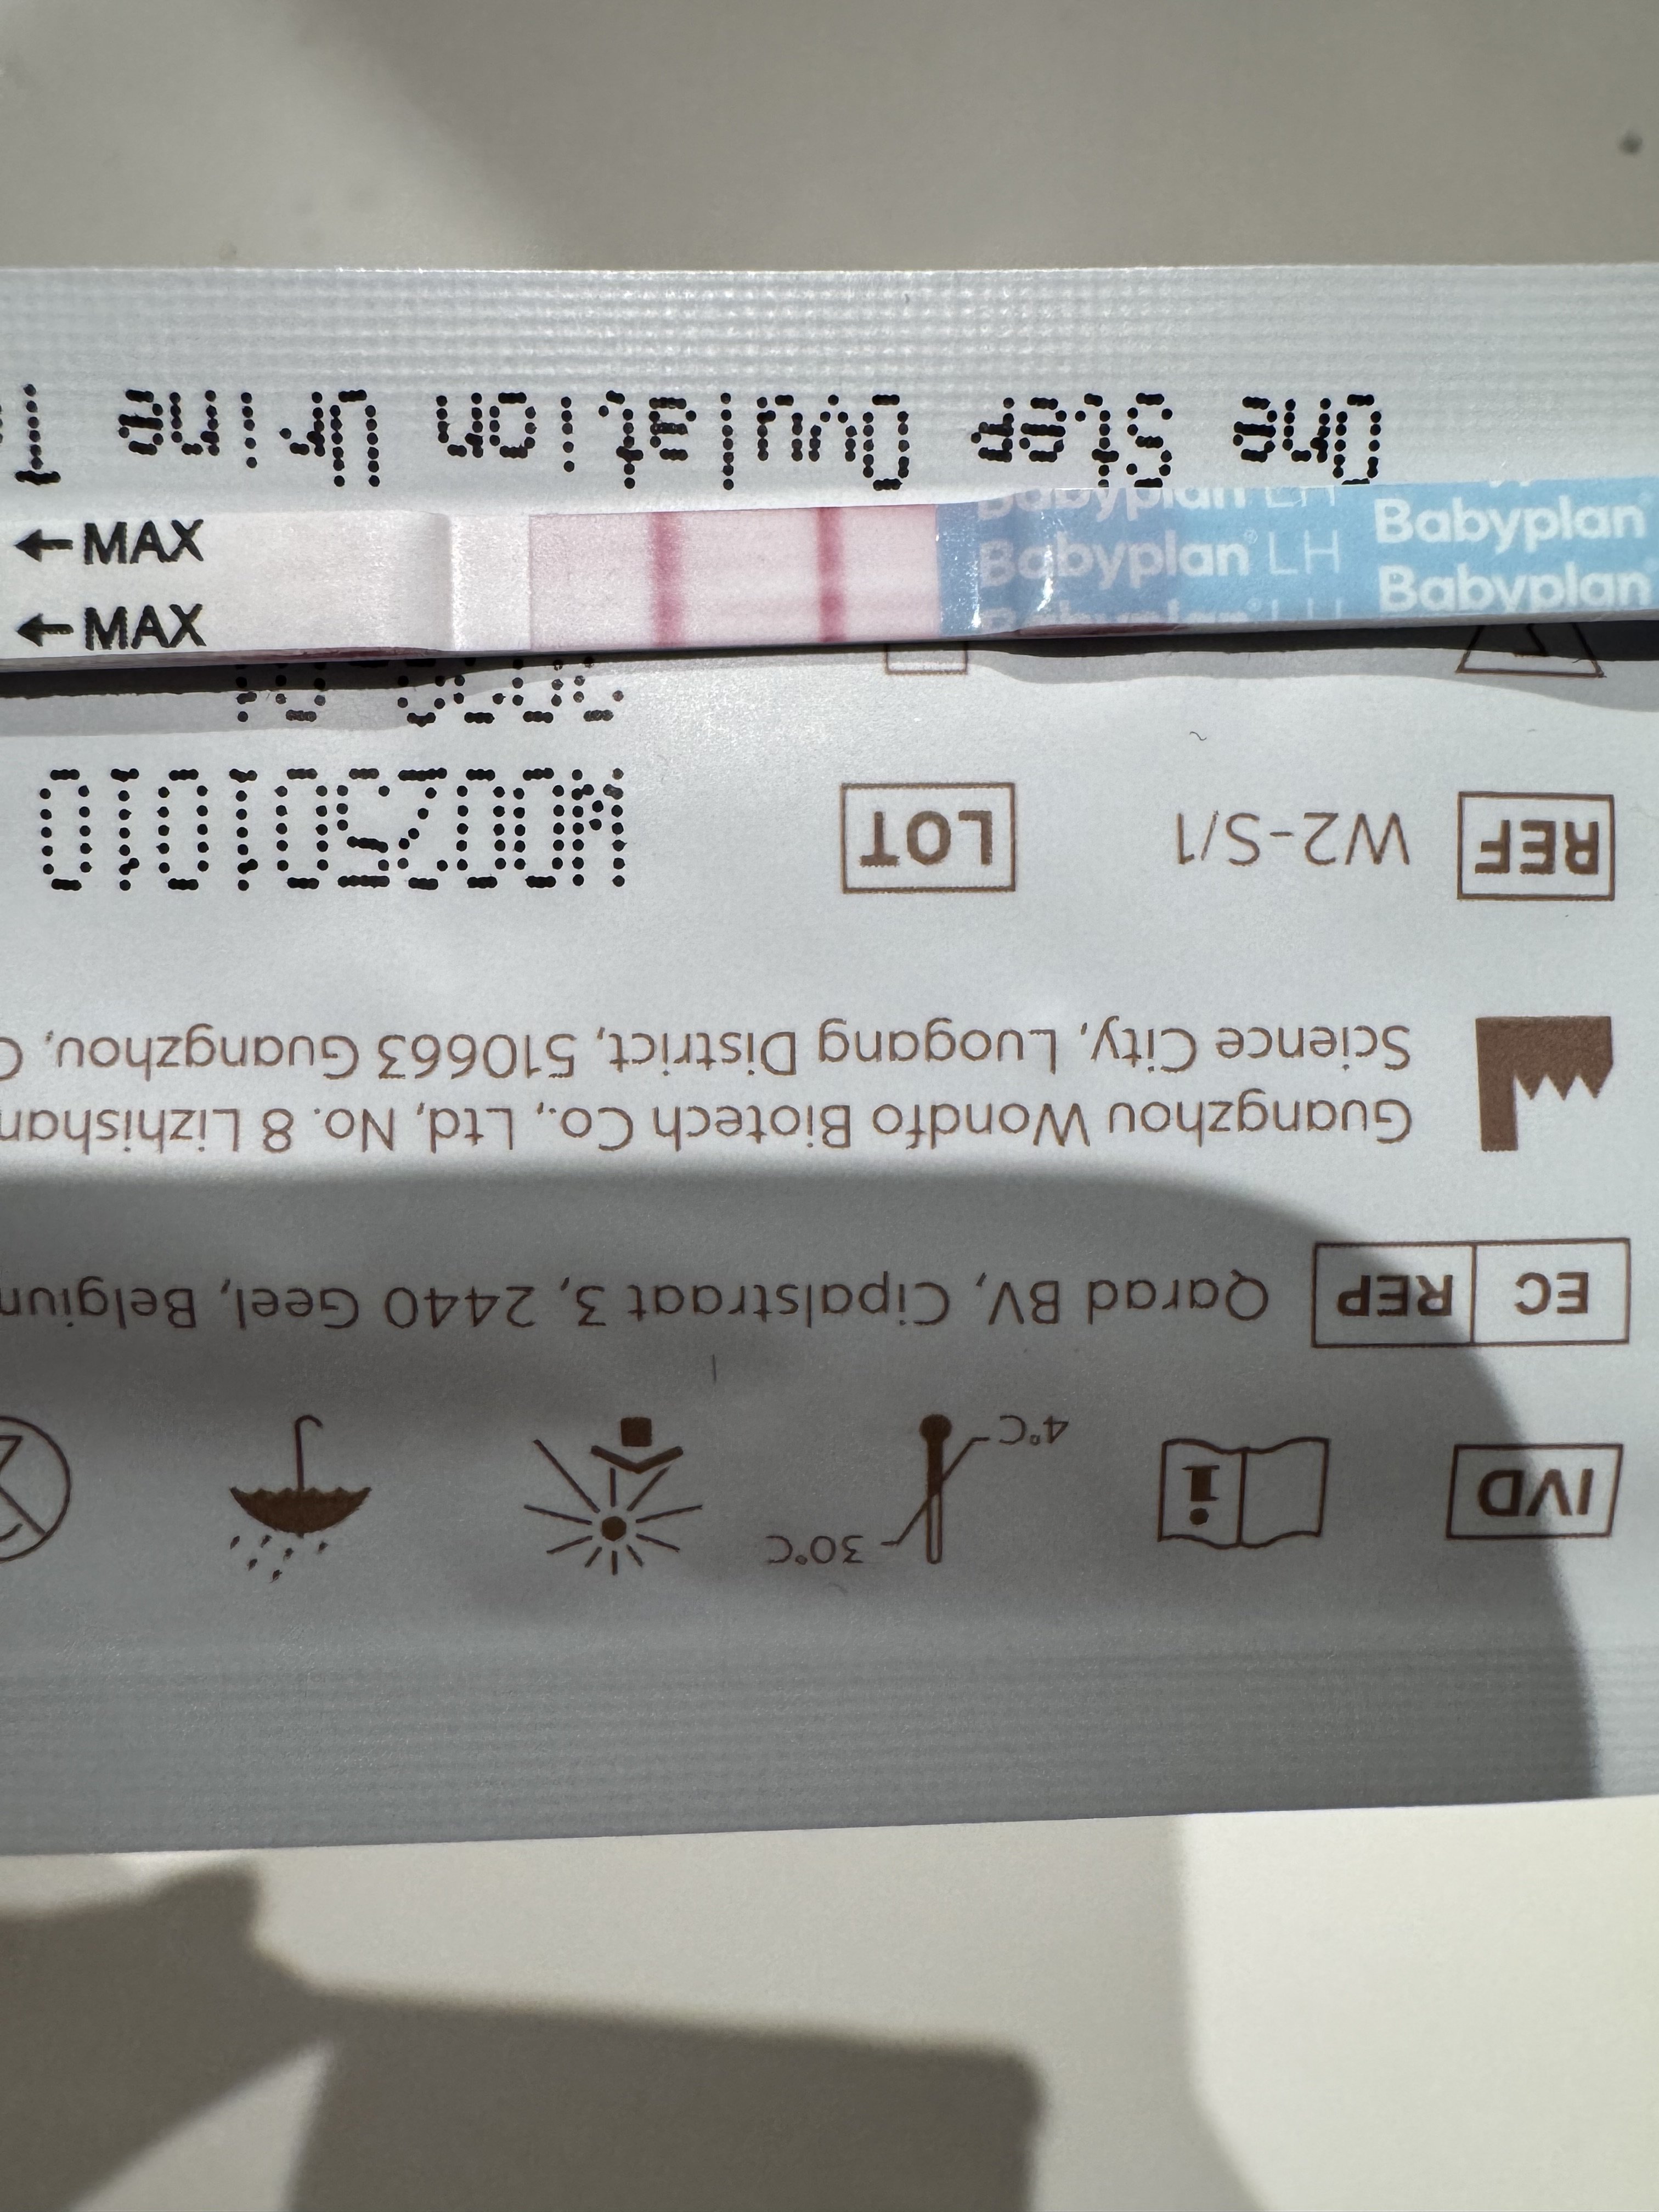 One Step Ovulation Urine T
←MAX Babyplan LH Babyplan
←MAX Babyplan
REF W2-S/1 LOT W002501010
Guangzhou Wondfo Biotech Co., Ltd, No. 8 Lizhishan
Science City, Luogang District, 510663 Guangzhou,
EC REP Qarad BV, Cipalstraat 3, 2440 Geel, Belgium
IVD i 4°C 30°C